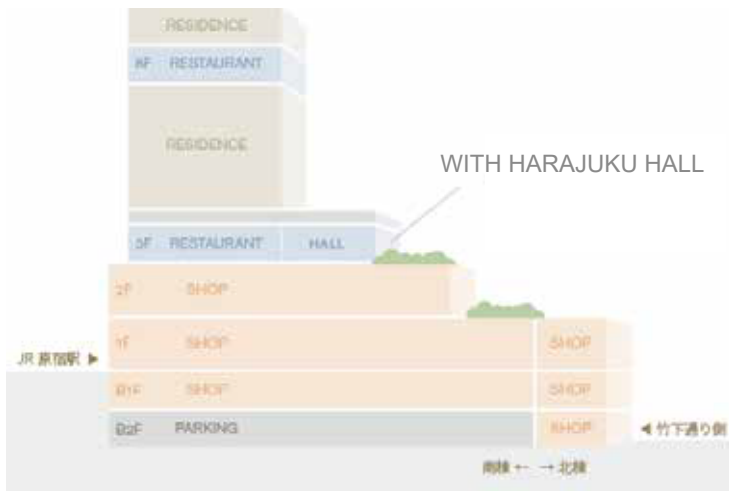 RESIDENCE
8F RESTAURANT
RESIDENCE
WITH HARAJUKU HALL
3F RESTAURANT HALL
2F SHOP
1F SHOP SHOP
JR 原宿駅 ▶
B1F SHOP SHOP
B2F PARKING SHOP
◀ 竹下通り側
南棟 ← → 北棟